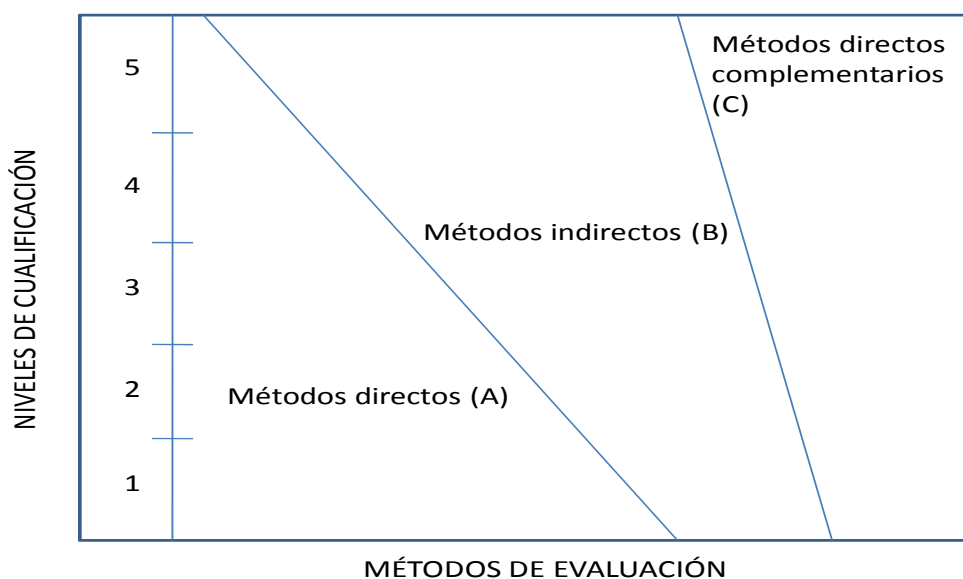 NIVELES DE CUALIFICACIÓN
5
4
3
2
1
Métodos directos
complementarios
(C)
Métodos indirectos (B)
Métodos directos (A)
MÉTODOS DE EVALUACIÓN